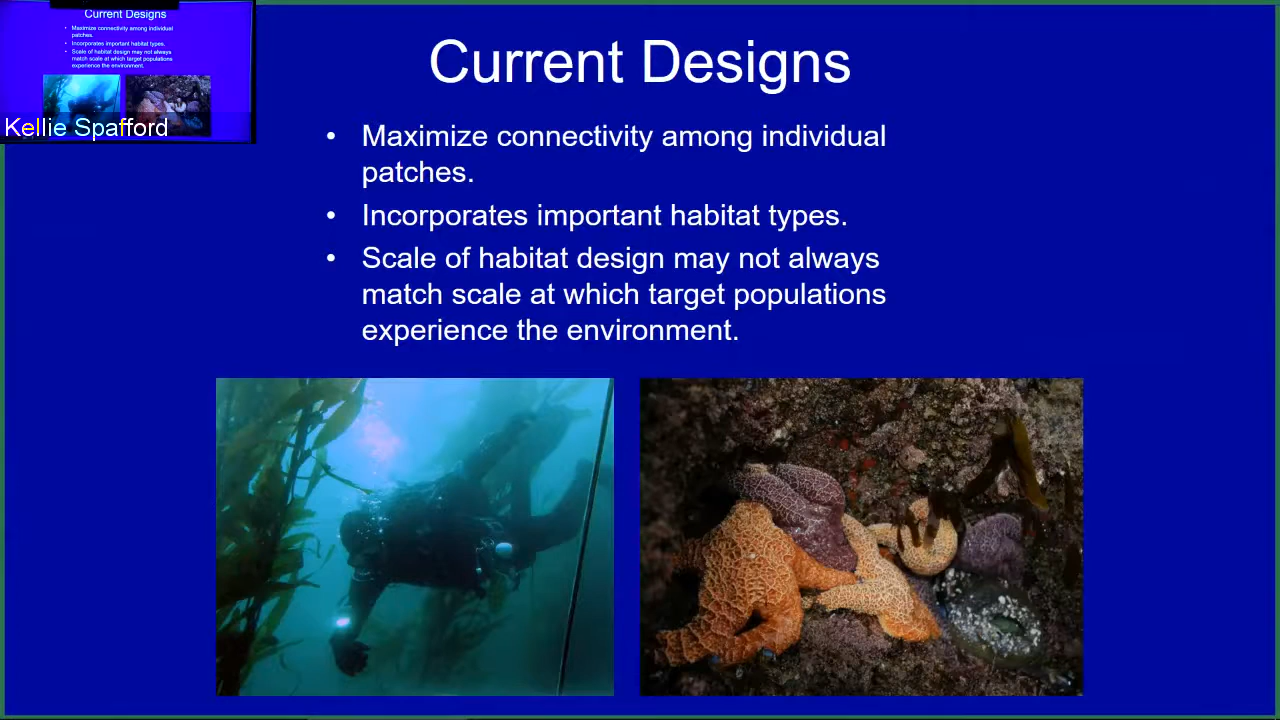 Current Designs
• Maximize connectivity among individual
patches.
• Incorporates important habitat types.
• Scale of habitat design may not always
match scale at which target populations
experience the environment.
Kellie Spafford
Current Designs
• Maximize connectivity among individual
patches.
• Incorporates important habitat types.
• Scale of habitat design may not always
match scale at which target populations
experience the environment.